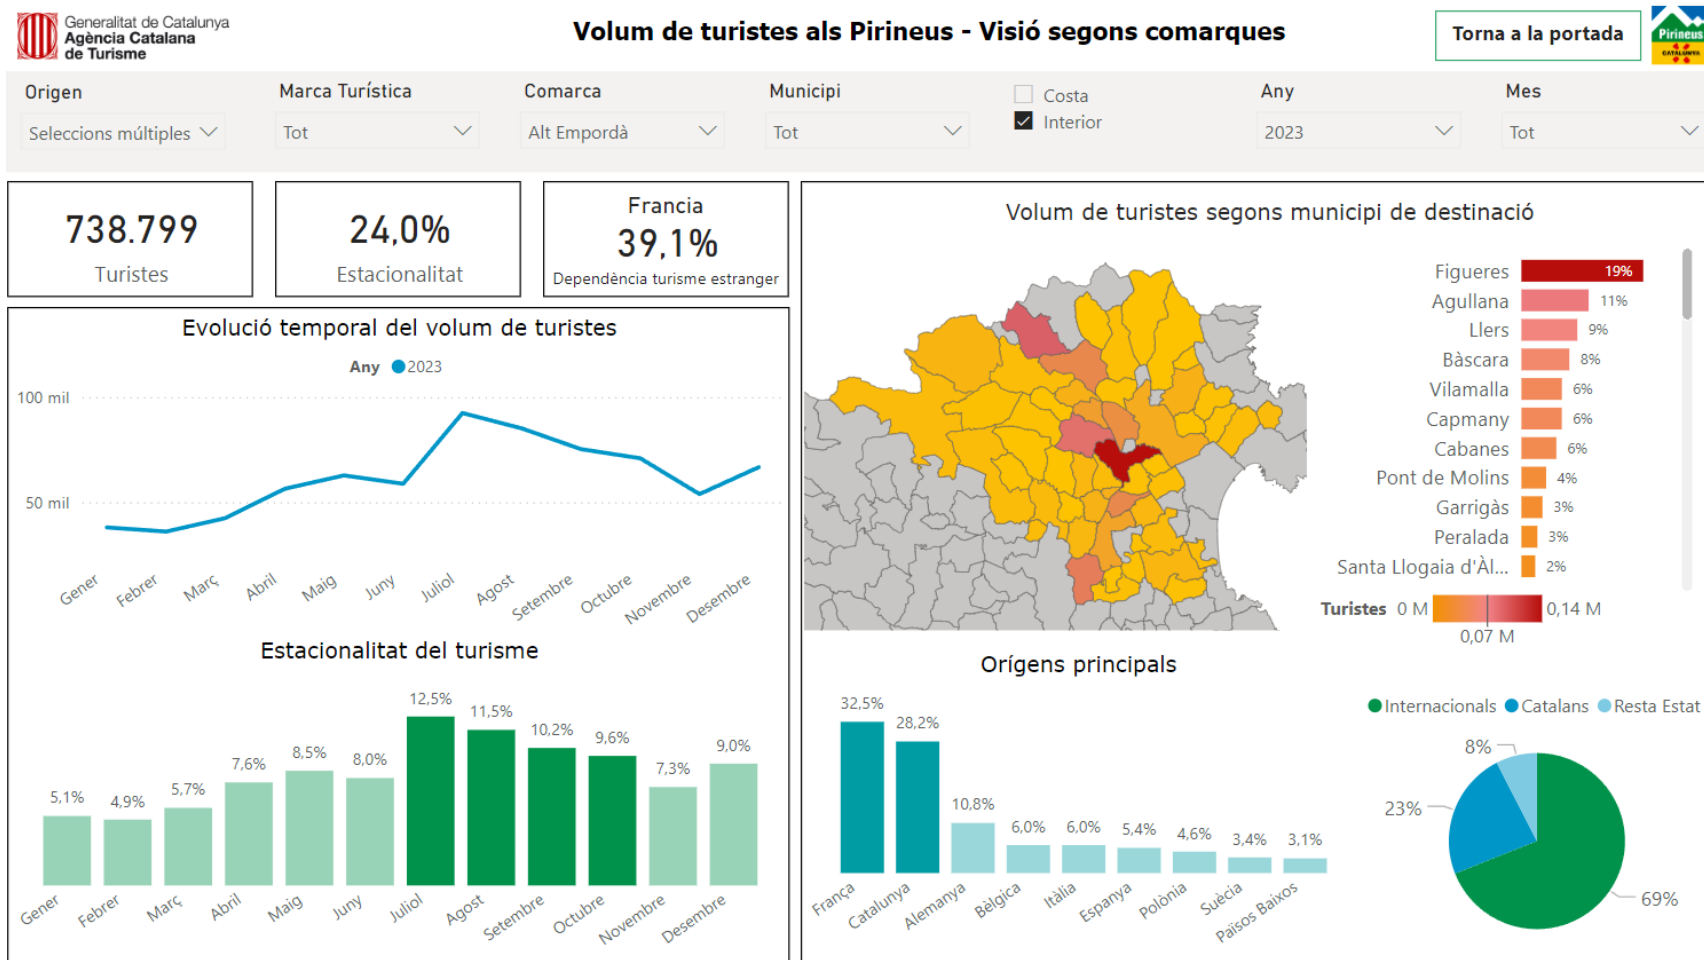 Generalitat de Catalunya
Agència Catalana
de Turisme
Volum de turistes als Pirineus - Visió segons comarques
Torna a la portada
Pirineus
CATALUNYA
Origen
Seleccions múltiples
Marca Turística
Tot
Comarca
Alt Empordà
Municipi
Tot
Costa
Interior
Any
2023
Mes
Tot
738.799
Turistes
24,0%
Estacionalitat
Francia
39,1%
Dependència turisme estranger
Evolució temporal del volum de turistes
Any 2023
100 mil
50 mil
Gener
Febrer
Març
Abril
Maig
Juny
Juliol
Agost
Setembre
Octubre
Novembre
Desembre
Estacionalitat del turisme
5,1%
4,9%
5,7%
7,6%
8,5%
8,0%
12,5%
11,5%
10,2%
9,6%
7,3%
9,0%
Gener
Febrer
Març
Abril
Maig
Juny
Juliol
Agost
Setembre
Octubre
Novembre
Desembre
Volum de turistes segons municipi de destinació
Figueres 19%
Agullana 11%
Llers 9%
Bàscara 8%
Vilamalla 6%
Capmany 6%
Cabanes 6%
Pont de Molins 4%
Garrigàs 3%
Peralada 3%
Santa Llogaia d'Àl... 2%
Turistes 0 M 0,14 M
0,07 M
Orígens principals
32,5%
28,2%
10,8%
6,0%
6,0%
5,4%
4,6%
3,4%
3,1%
França
Catalunya
Alemanya
Bèlgica
Itàlia
Espanya
Polònia
Suècia
Països Baixos
Internacionals Catalans Resta Estat
8%
23%
69%